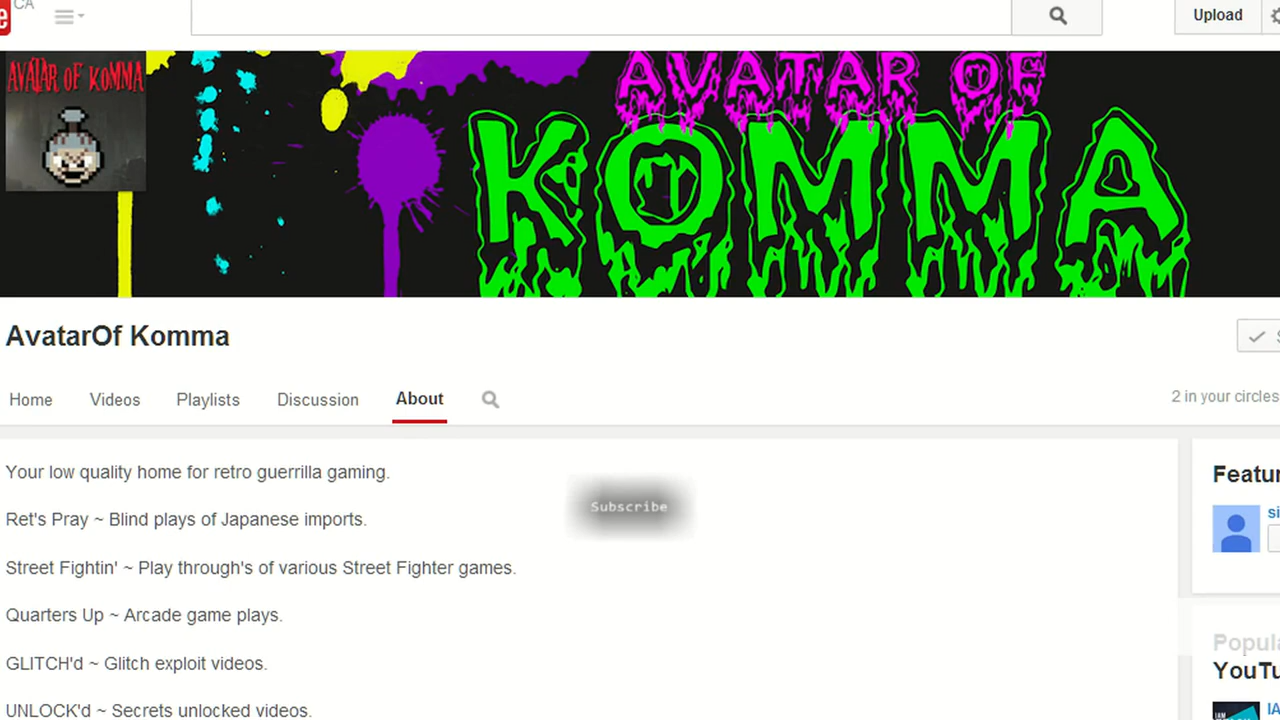 CA
Upload
AVATAR OF KOMMA
AVATAR OF
KOMMA
AvatarOf Komma
Home Videos Playlists Discussion About
2 in your circles
Your low quality home for retro guerrilla gaming.
Featur
Subscribe
Ret's Pray ~ Blind plays of Japanese imports.
si
Street Fightin' ~ Play through's of various Street Fighter games.
Quarters Up ~ Arcade game plays.
Popula
GLITCH'd ~ Glitch exploit videos.
YouTu
UNLOCK'd ~ Secrets unlocked videos.
IA